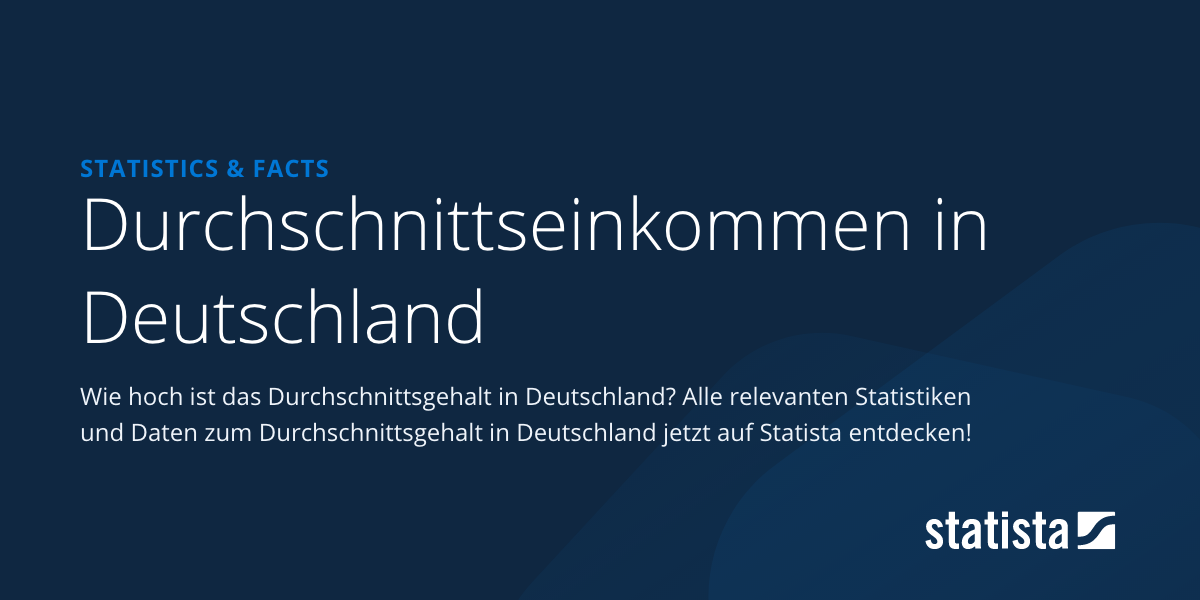 STATISTICS & FACTS
Durchschnittseinkommen in
Deutschland
Wie hoch ist das Durchschnittsgehalt in Deutschland? Alle relevanten Statistiken
und Daten zum Durchschnittsgehalt in Deutschland jetzt auf Statista entdecken!
statista